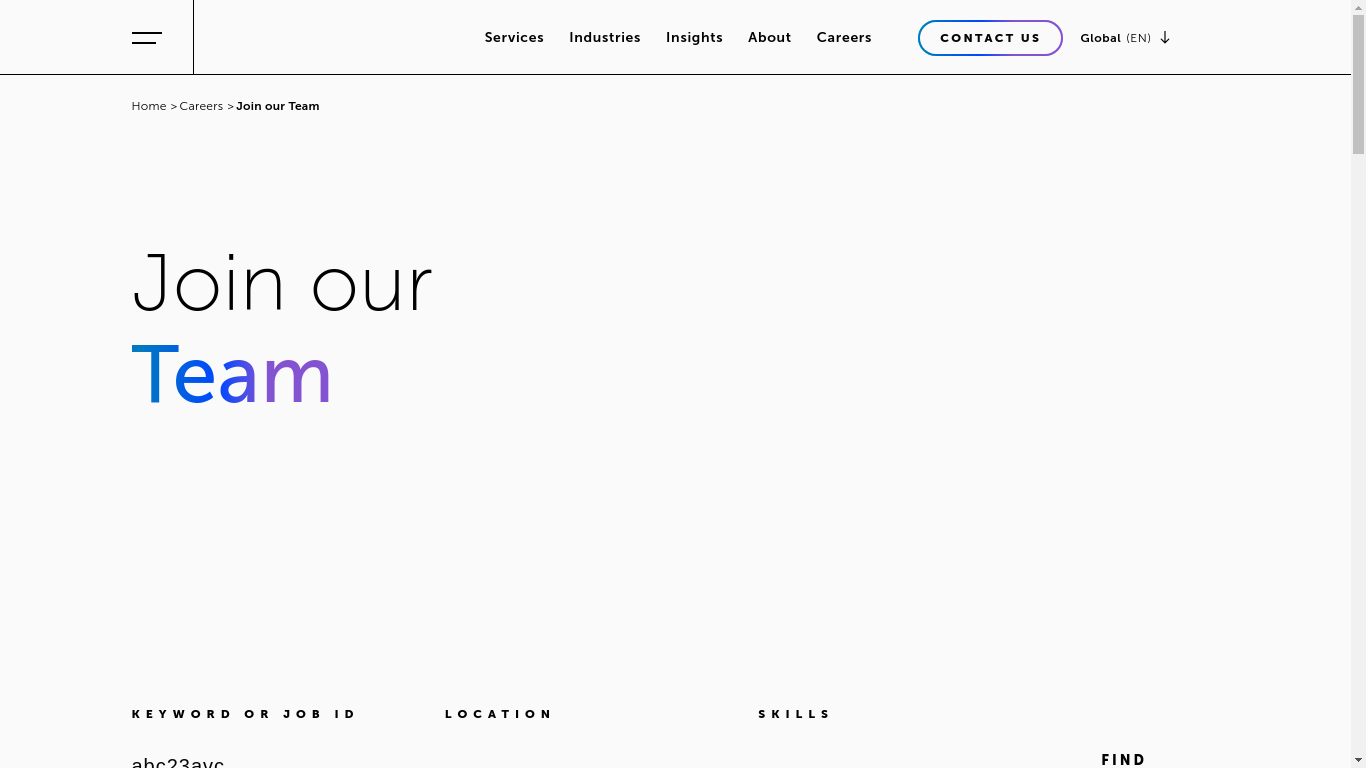 Services Industries Insights About Careers CONTACT US Global (EN)
Home > Careers > Join our Team
Join our
Team
KEYWORD OR JOB ID LOCATION SKILLS
FIND
abc23ayc